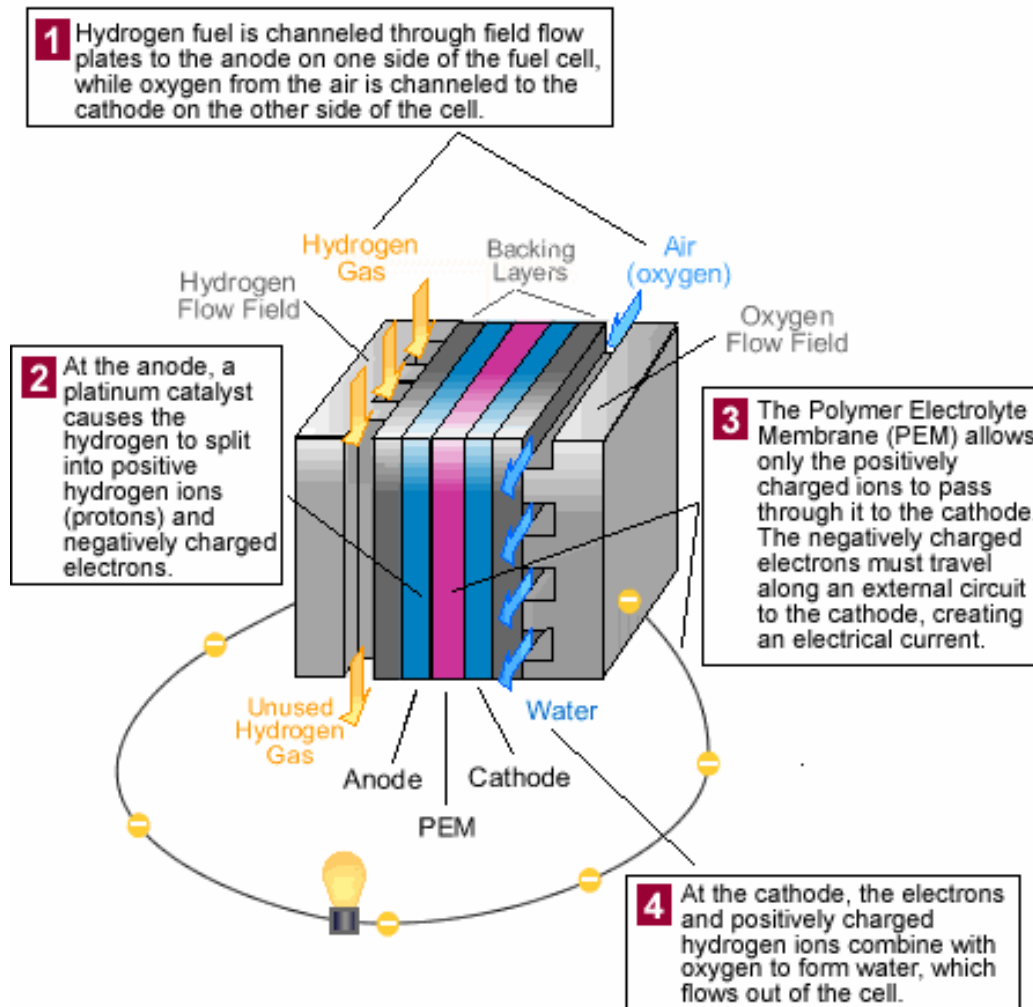 1 Hydrogen fuel is channeled through field flow
plates to the anode on one side of the fuel cell,
while oxygen from the air is channeled to the
cathode on the other side of the cell.
Hydrogen
Gas
Backing
Layers
Air
(oxygen)
Hydrogen
Flow Field
Oxygen
Flow Field
2 At the anode, a
platinum catalyst
causes the
hydrogen to split
into positive
hydrogen ions
(protons) and
negatively charged
electrons.
3 The Polymer Electrolyte
Membrane (PEM) allows
only the positively
charged ions to pass
through it to the cathode
The negatively charged
electrons must travel
along an external circuit
to the cathode, creating
an electrical current.
Unused
Hydrogen
Gas
Water
Anode
Cathode
PEM
4 At the cathode, the electrons
and positively charged
hydrogen ions combine with
oxygen to form water, which
flows out of the cell.